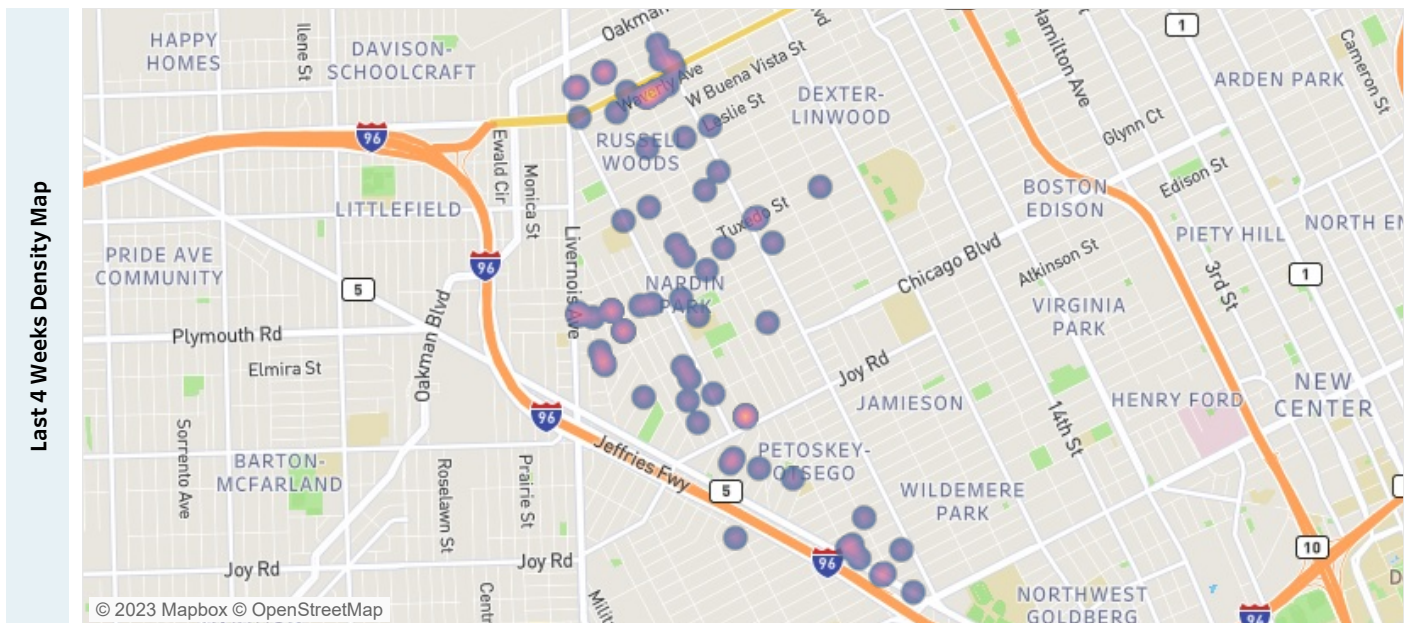 Last 4 Weeks Density Map
HAPPY
HOMES
Ilene St
DAVISON-
SCHOOLCRAFT
Oakman
Waverly Ave
W Buena Vista St
Leslie St
DEXTER-
LINWOOD
Hamilton Ave
1
ARDEN PARK
Cameron St
Glynn Ct
96
Ewald Cir
Monica St
RUSSELL
WOODS
LITTLEFIELD
BOSTON
EDISON
Edison St
PIETY HILL
NORTH EN
Tuxedo St
PRIDE AVE
COMMUNITY
96
5
Livernois Ave
NARDIN
PARK
Chicago Blvd
Atkinson St
3rd St
1
VIRGINIA
PARK
Plymouth Rd
Oakman Blvd
Elmira St
Joy Rd
JAMIESON
14th St
HENRY FORD
NEW
CENTER
96
Jeffries Fwy
Sorrento Ave
BARTON-
MCFARLAND
Roselawn St
Prairie St
PETOSKEY-
OTSEGO
5
WILDEMERE
PARK
10
Joy Rd
Joy Rd
96
NORTHWEST
GOLDBERG
96
© 2023 Mapbox © OpenStreetMap